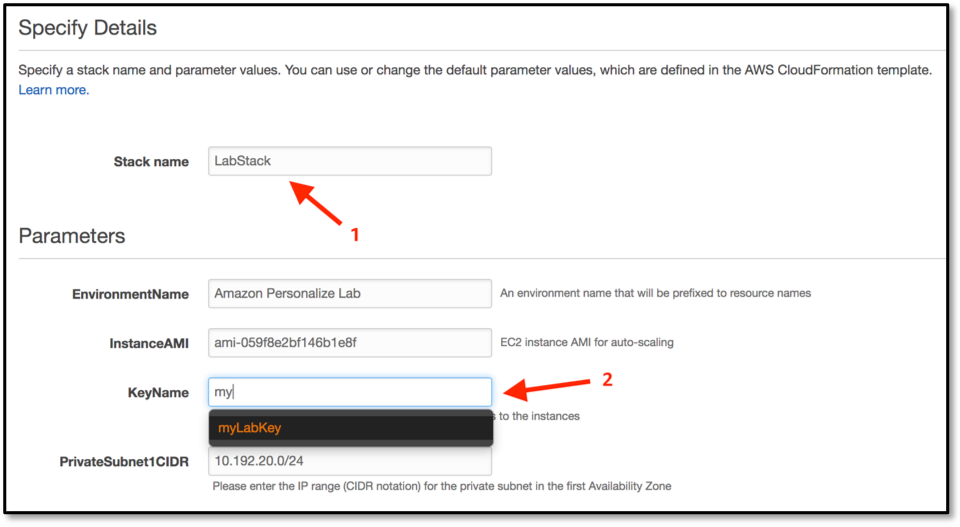 Specify Details
Specify a stack name and parameter values. You can use or change the default parameter values, which are defined in the AWS CloudFormation template.
Learn more.
Stack name LabStack
1
Parameters
EnvironmentName Amazon Personalize Lab An environment name that will be prefixed to resource names
InstanceAMI ami-059f8e2bf146b1e8f EC2 instance AMI for auto-scaling
KeyName my 2
to the instances
myLabKey
PrivateSubnet1CIDR 10.192.20.0/24
Please enter the IP range (CIDR notation) for the private subnet in the first Availability Zone